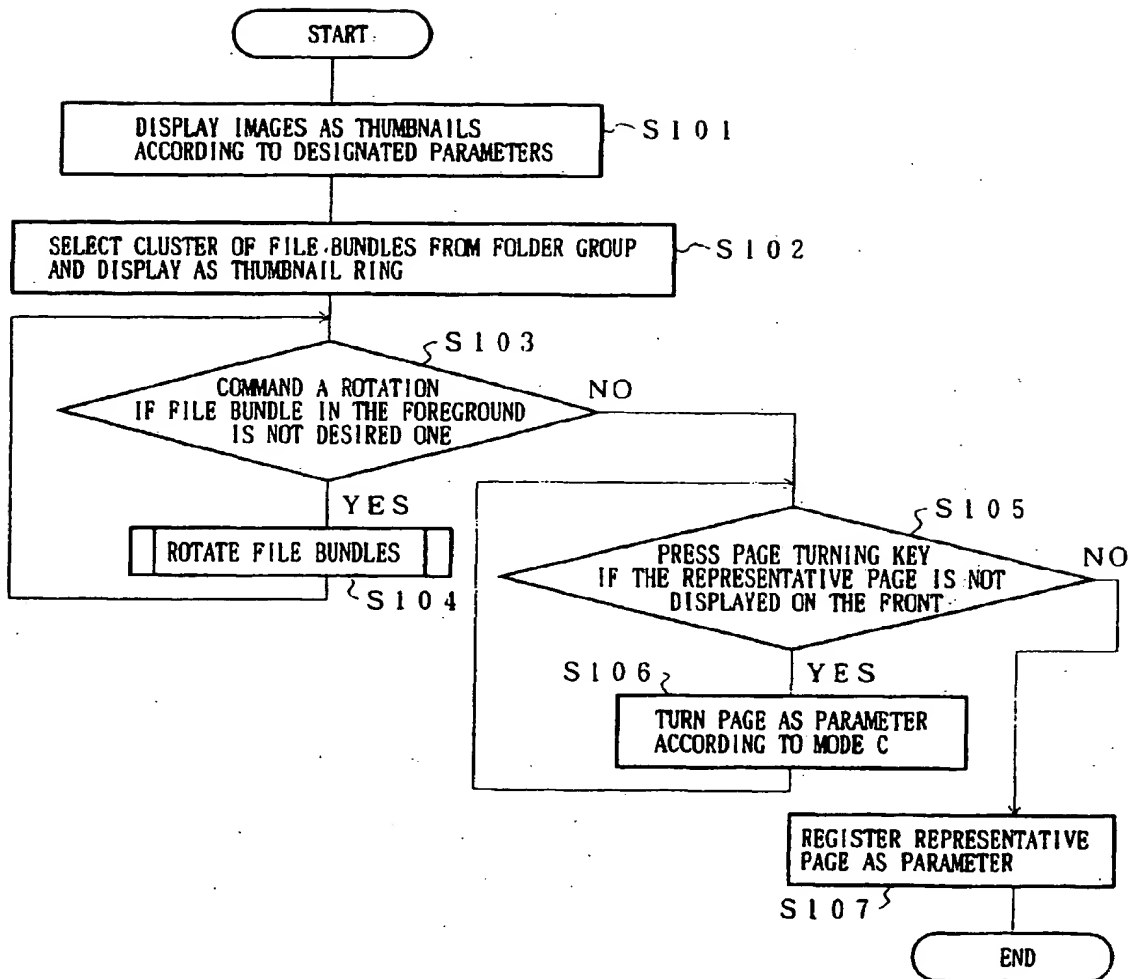 START
DISPLAY IMAGES AS THUMBNAILS
ACCORDING TO DESIGNATED PARAMETERS
S101
SELECT CLUSTER OF FILE BUNDLES FROM FOLDER GROUP
AND DISPLAY AS THUMBNAIL RING
S102
S103
COMMAND A ROTATION
IF FILE BUNDLE IN THE FOREGROUND
IS NOT DESIRED ONE
NO
YES
ROTATE FILE BUNDLES
S104
S105
PRESS PAGE TURNING KEY
IF THE REPRESENTATIVE PAGE IS NOT
DISPLAYED ON THE FRONT
NO
YES
S106
TURN PAGE AS PARAMETER
ACCORDING TO MODE C
REGISTER REPRESENTATIVE
PAGE AS PARAMETER
S107
END